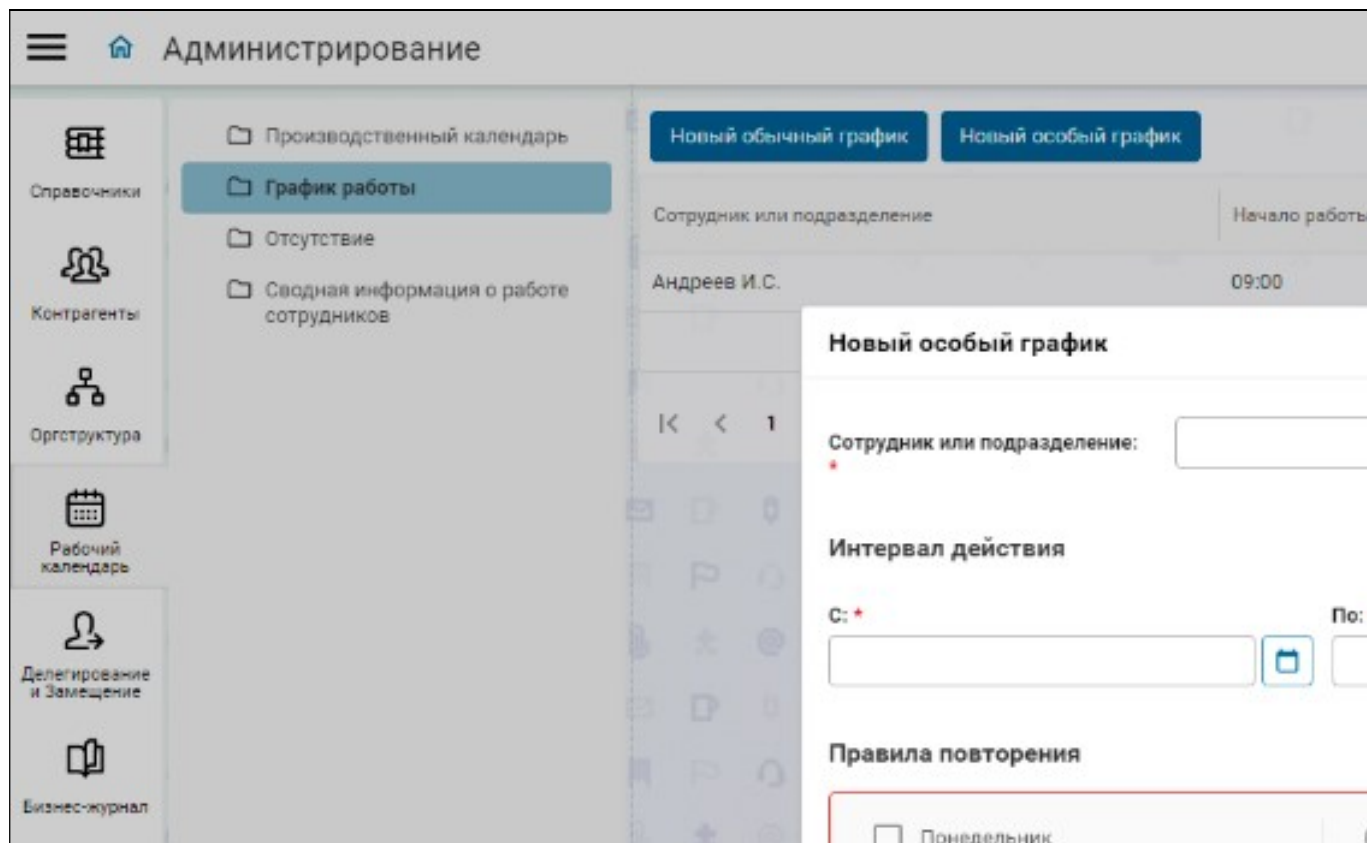 Администрирование
Справочники
Контрагенты
Оргструктура
Рабочий
календарь
Делегирование
и Замещение
Бизнес-журнал
Производственный календарь
График работы
Отсутствие
Сводная информация о работе
сотрудников
Новый обычный график Новый особый график
Сотрудник или подразделение Начало работы
Андреев И.С. 09:00
1
Новый особый график
Сотрудник или подразделение:
*
Интервал действия
С: * По:
Правила повторения
Понедельник